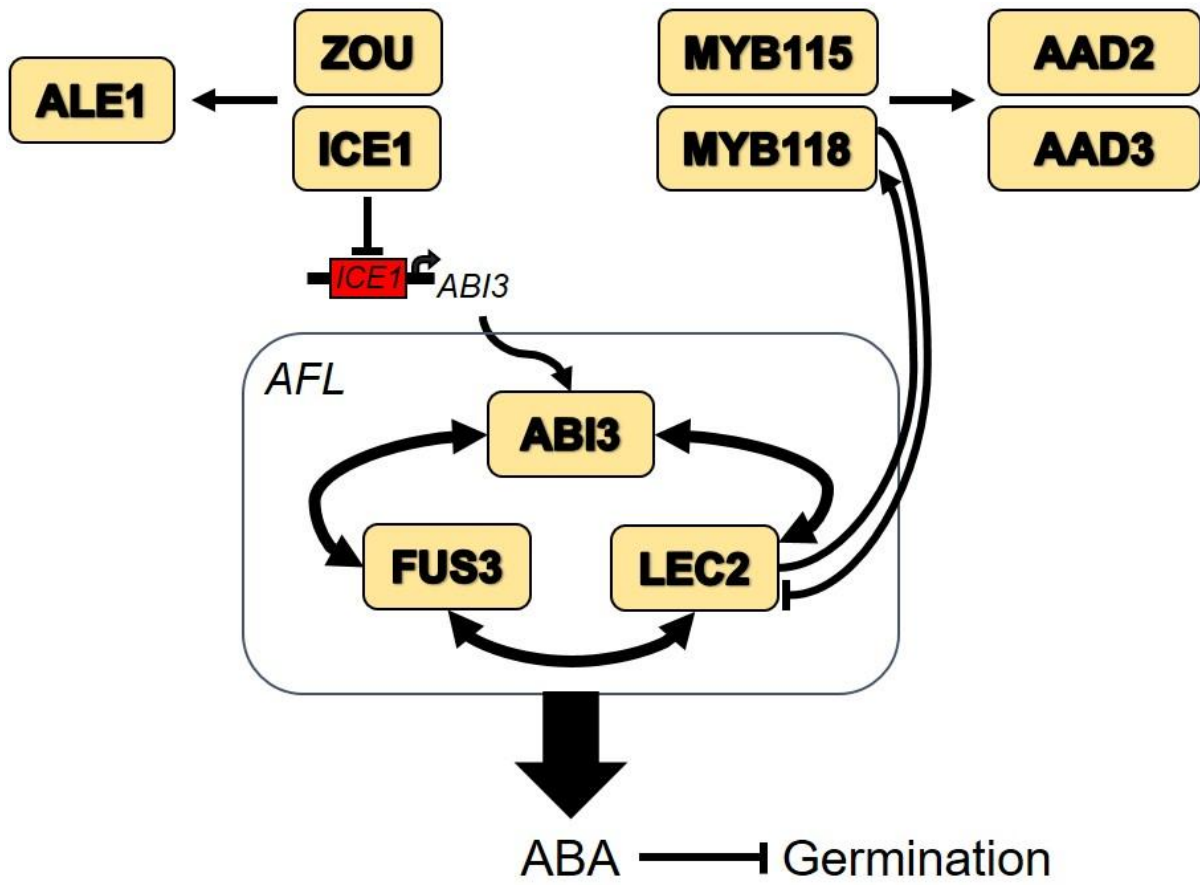 ZOU
ICE1
ALE1
MYB115
MYB118
AAD2
AAD3
ICE1
ABI3
AFL
ABI3
FUS3
LEC2
ABA
Germination